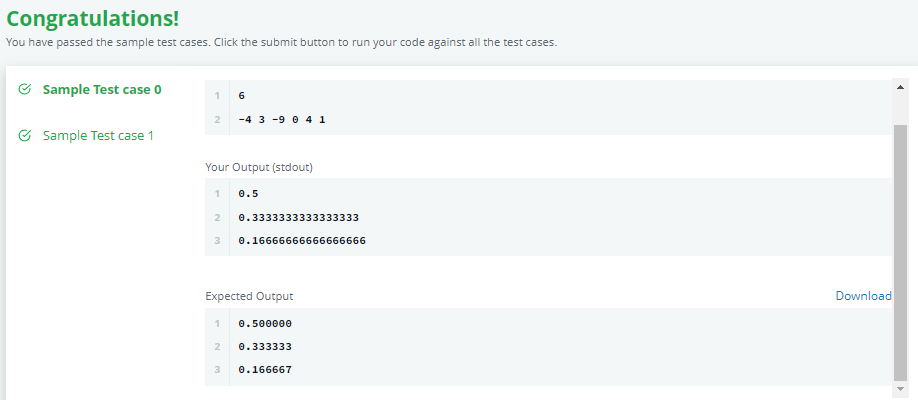 Congratulations!
You have passed the sample test cases. Click the submit button to run your code against all the test cases.
Sample Test case 0
Sample Test case 1
1 6
2 -4 3 -9 0 4 1
Your Output (stdout)
1 0.5
2 0.3333333333333333
3 0.16666666666666666
Expected Output Download
1 0.500000
2 0.333333
3 0.166667